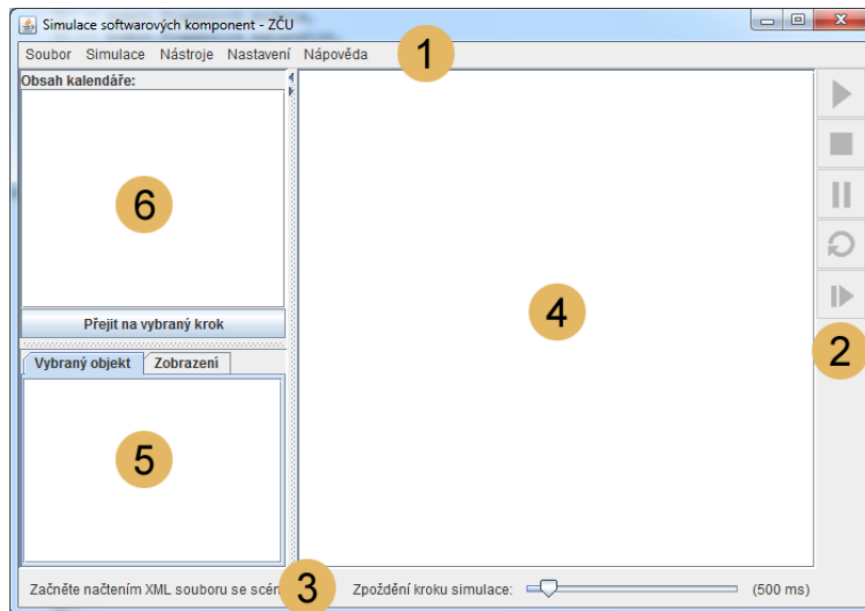 Simulace softwarových komponent - ZČU
Soubor Simulace Nástroje Nastavení Nápověda
1
Obsah kalendáře:
6
4
Přejít na vybraný krok
2
Vybraný objekt Zobrazení
5
Začněte načtením XML souboru se 3 Zpoždění kroku simulace: (500 ms)